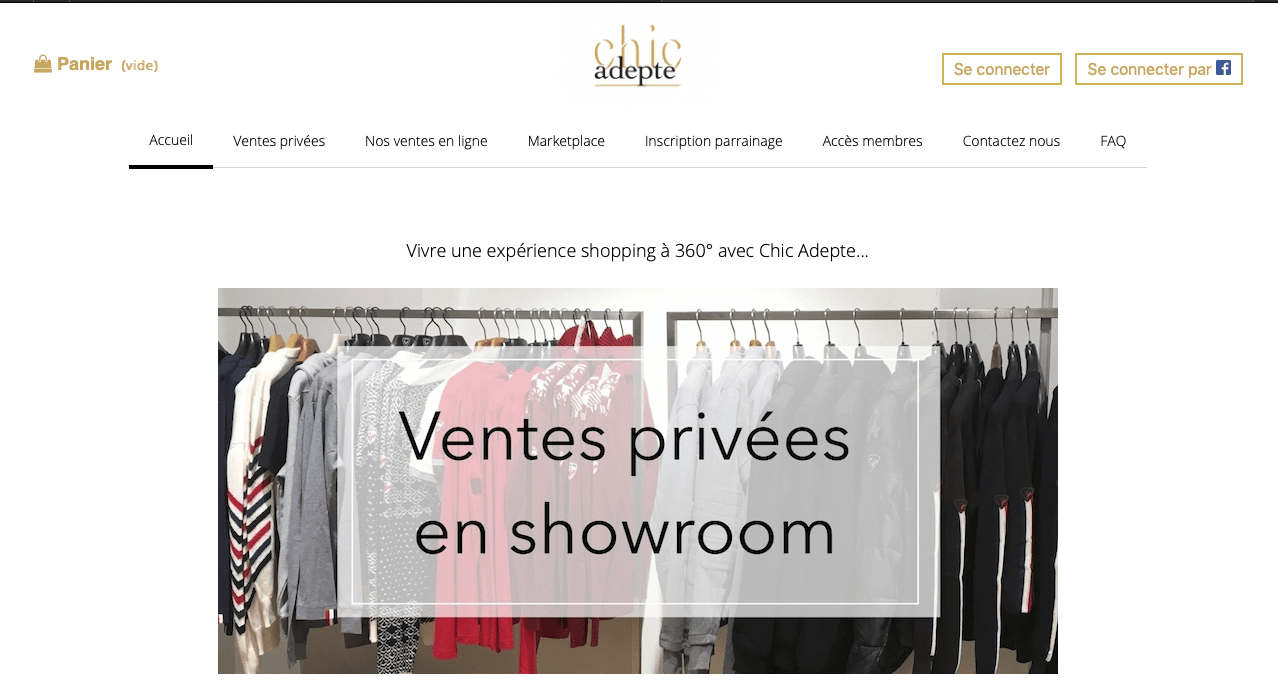 Panier (vide)
chic
adepte
Se connecter
Se connecter par
Accueil
Ventes privées
Nos ventes en ligne
Marketplace
Inscription parrainage
Accès membres
Contactez nous
FAQ
Vivre une expérience shopping à 360° avec Chic Adepte...
Ventes privées
en showroom